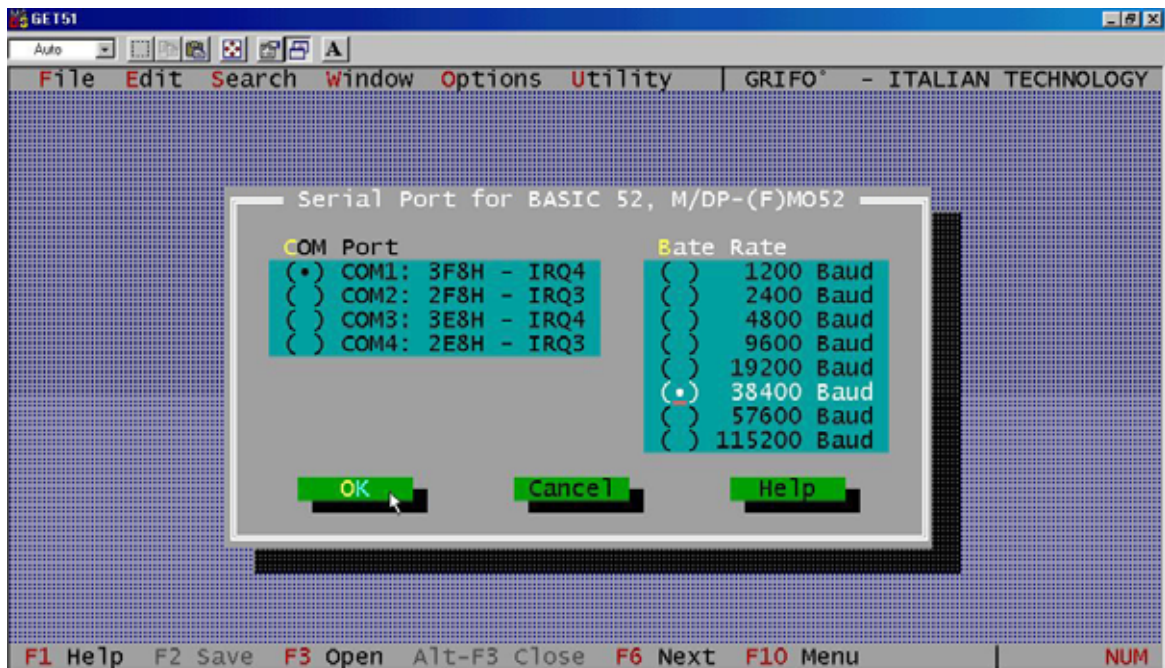 GET51
Auto
A
File Edit Search Window Options Utility | GRIFO° - ITALIAN TECHNOLOGY
Serial Port for BASIC 52, M/DP-(F)MO52
COM Port
(•) COM1: 3F8H - IRQ4
( ) COM2: 2F8H - IRQ3
( ) COM3: 3E8H - IRQ4
( ) COM4: 2E8H - IRQ3
Bate Rate
( ) 1200 Baud
( ) 2400 Baud
( ) 4800 Baud
( ) 9600 Baud
( ) 19200 Baud
(•) 38400 Baud
( ) 57600 Baud
( ) 115200 Baud
OK Cancel Help
F1 Help F2 Save F3 Open Alt-F3 Close F6 Next F10 Menu | NUM